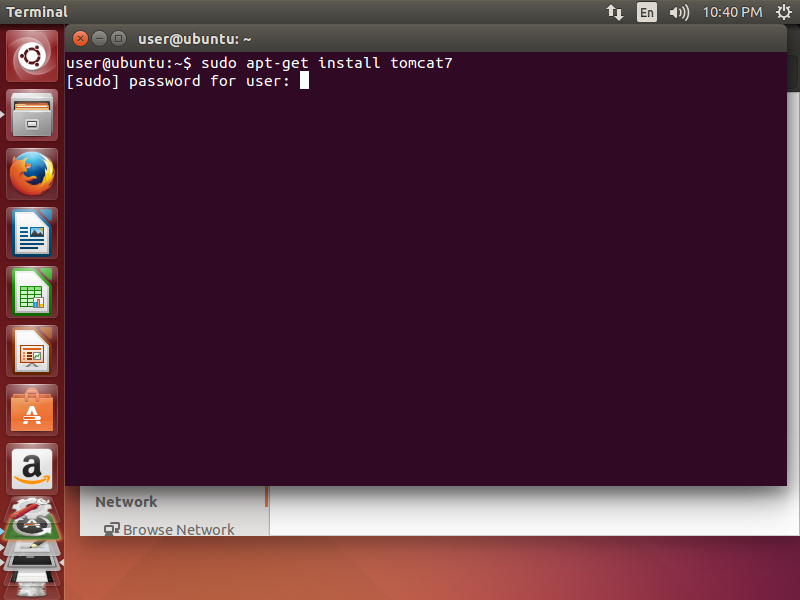 Terminal
En
10:40 PM
user@ubuntu: ~
user@ubuntu:~$ sudo apt-get install tomcat7
[sudo] password for user:
Network
Browse Network